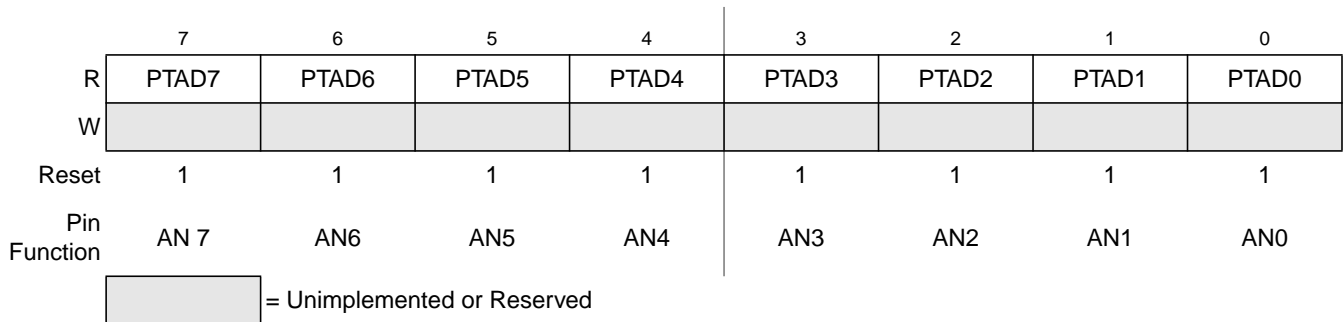 7 6 5 4 3 2 1 0
R PTAD7 PTAD6 PTAD5 PTAD4 PTAD3 PTAD2 PTAD1 PTAD0
W
Reset 1 1 1 1 1 1 1 1
Pin
Function AN 7 AN6 AN5 AN4 AN3 AN2 AN1 AN0
= Unimplemented or Reserved